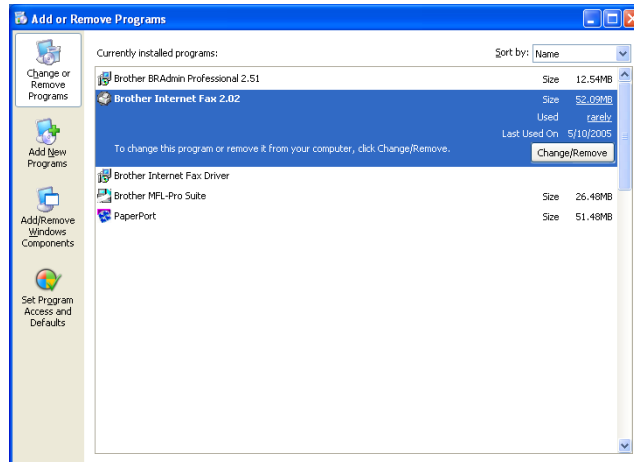 Add or Remove Programs
Change or
Remove
Programs
Add New
Programs
Add/Remove
Windows
Components
Set Program
Access and
Defaults
Currently installed programs:
Sort by: Name
Brother BRAdmin Professional 2.51 Size 12.54MB
Brother Internet Fax 2.02 Size 52.09MB
Used rarely
Last Used On 5/10/2005
To change this program or remove it from your computer, click Change/Remove.
Change/Remove
Brother Internet Fax Driver
Brother MFL-Pro Suite Size 26.48MB
PaperPort Size 51.48MB